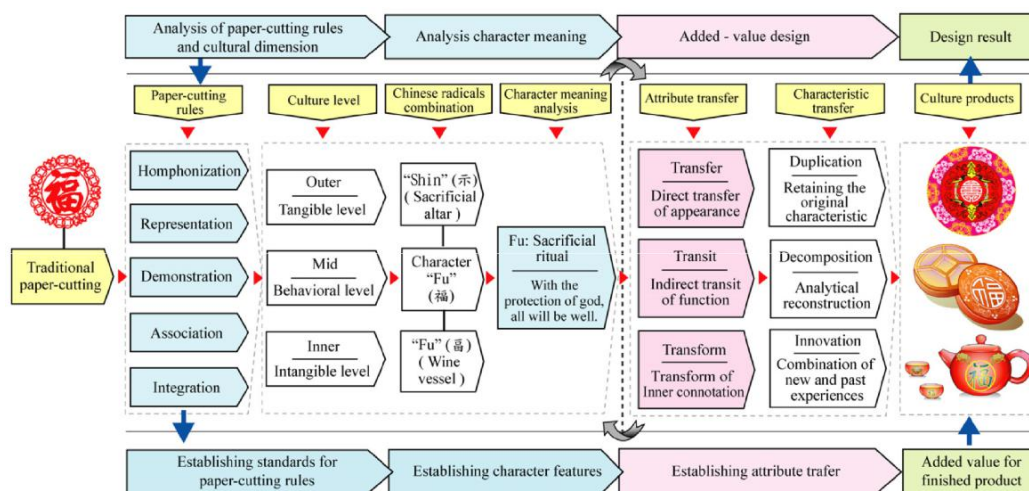 Analysis of paper-cutting rules
and cultural dimension
Analysis character meaning
Added - value design
Design result
Paper-cutting
rules
Culture level
Chinese radicals
combination
Character meaning
analysis
Attribute transfer
Characteristic
transfer
Culture products
福
Traditional
paper-cutting
Homphonization
Representation
Demonstration
Association
Integration
Outer
Tangible level
Mid
Behavioral level
Inner
Intangible level
“Shin” (示)
( Sacrificial
altar )
Character
“Fu”
(福)
“Fu” (畐)
( Wine
vessel )
Fu: Sacrificial
ritual
With the
protection of god,
all will be well.
Transfer
Direct transfer
of appearance
Transit
Indirect transit
of function
Transform
Transform of
Inner connotation
Duplication
Retaining the
original
characteristic
Decomposition
Analytical
reconstruction
Innovation
Combination of
new and past
experiences
福
福
Establishing standards for
paper-cutting rules
Establishing character features
Establishing attribute trafer
Added value for
finished product